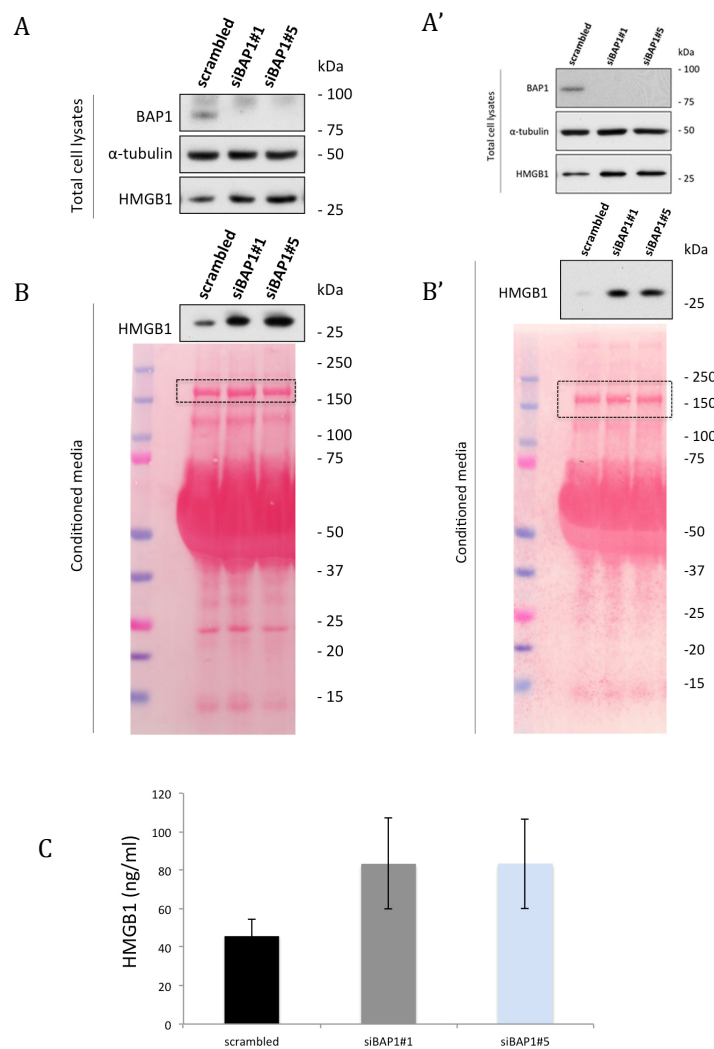 A
scrambled
siBAP1#1
siBAP1#5
kDa
Total cell lysates
BAP1
- 100
- 75
α-tubulin
- 50
HMGB1
- 25
A'
scrambled
siBAP1#1
siBAP1#5
kDa
Total cell lysates
BAP1
- 100
- 75
α-tubulin
- 50
HMGB1
- 25
B
scrambled
siBAP1#1
siBAP1#5
kDa
HMGB1
- 25
Conditioned media
- 250
- 150
- 100
- 75
- 50
- 37
- 25
- 20
- 15
B'
scrambled
siBAP1#1
siBAP1#5
kDa
HMGB1
-25
Conditioned media
- 250
- 150
-100
-75
-50
-37
-25
-20
-15
C
HMGB1 (ng/ml)
120
100
80
60
40
20
0
scrambled siBAP1#1 siBAP1#5